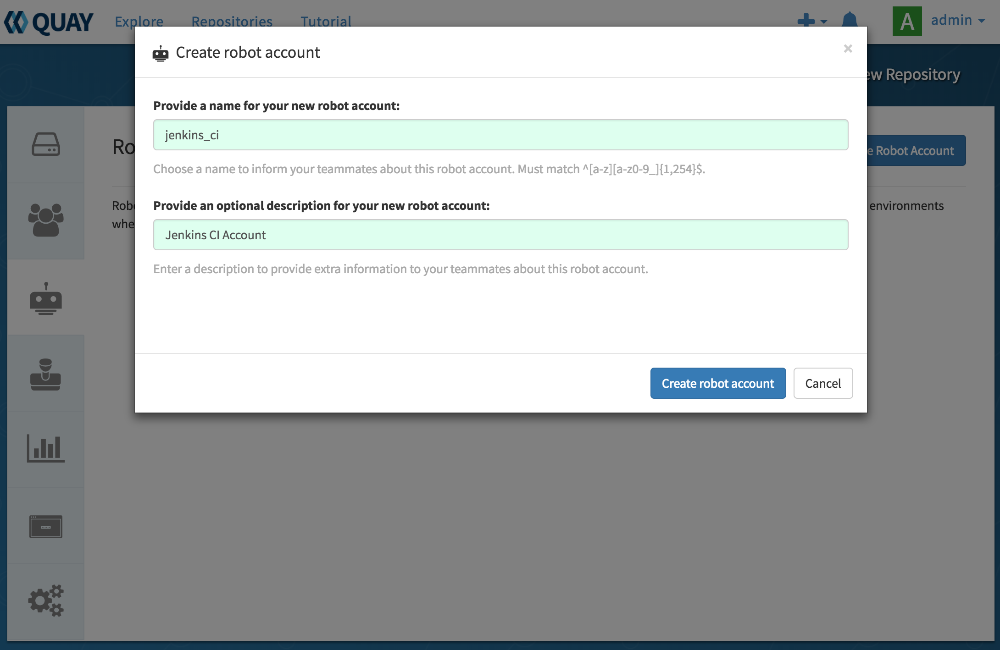 QUAY Explore Repositories Tutorial A admin
Create robot account ×
ew Repository
Provide a name for your new robot account:
jenkins_ci
Ro
e Robot Account
Choose a name to inform your teammates about this robot account. Must match ^[a-z][a-z0-9_]{1,254}$.
Provide an optional description for your new robot account:
environments
whe
Jenkins CI Account
Enter a description to provide extra information to your teammates about this robot account.
Create robot account Cancel